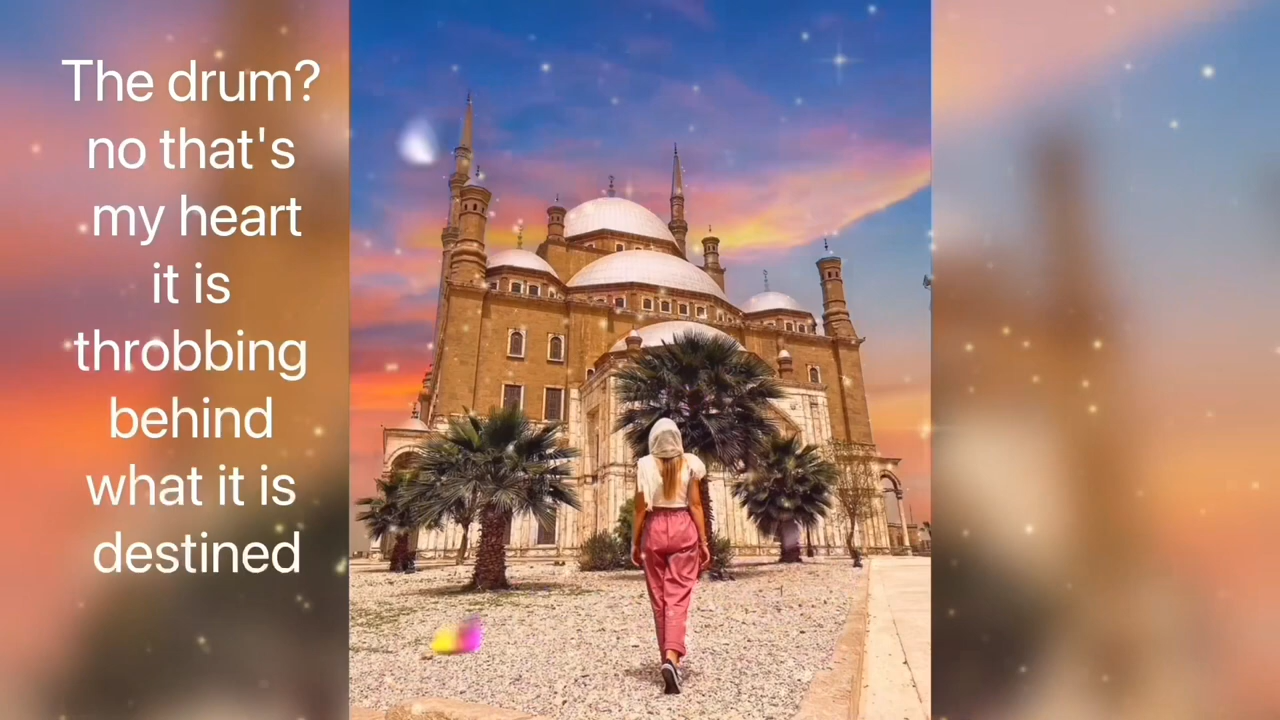 The drum?
no that's
my heart
it is
throbbing
behind
what it is
destined